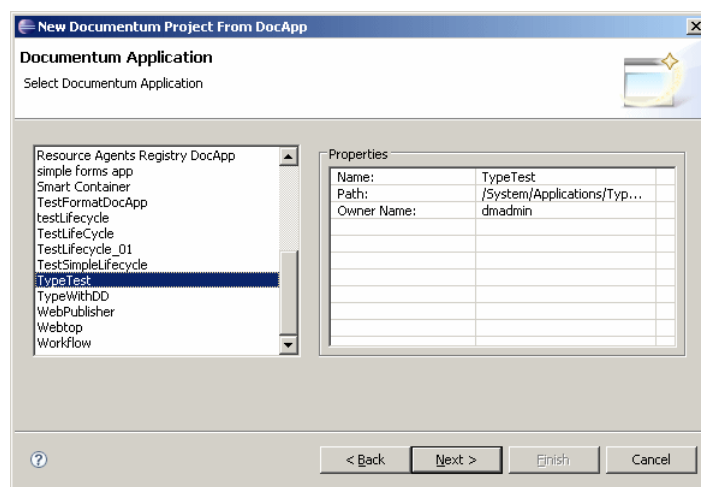 New Documentum Project From DocApp
Documentum Application
Select Documentum Application
Resource Agents Registry DocApp
simple forms app
Smart Container
TestFormatDocApp
testLifecycle
TestLifeCycle
TestLifecycle_01
TestSimpleLifecycle
TypeTest
TypeWithDD
WebPublisher
Webtop
Workflow
Properties
Name: TypeTest
Path: /System/Applications/Typ...
Owner Name: dmadmin
< Back Next > Finish Cancel